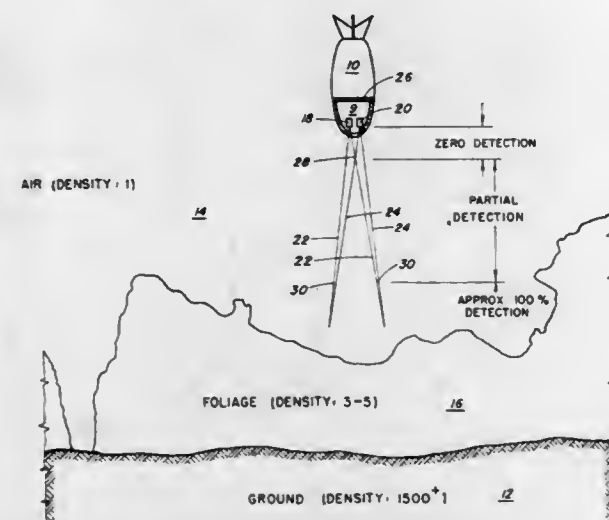 10
26
9
18
20
ZERO DETECTION
28
AIR (DENSITY: 1)
PARTIAL
DETECTION
14
24
24
22
22
30
30
APPROX 100%
DETECTION
FOLIAGE (DENSITY: 3-5)
16
GROUND (DENSITY: 1500+)
12